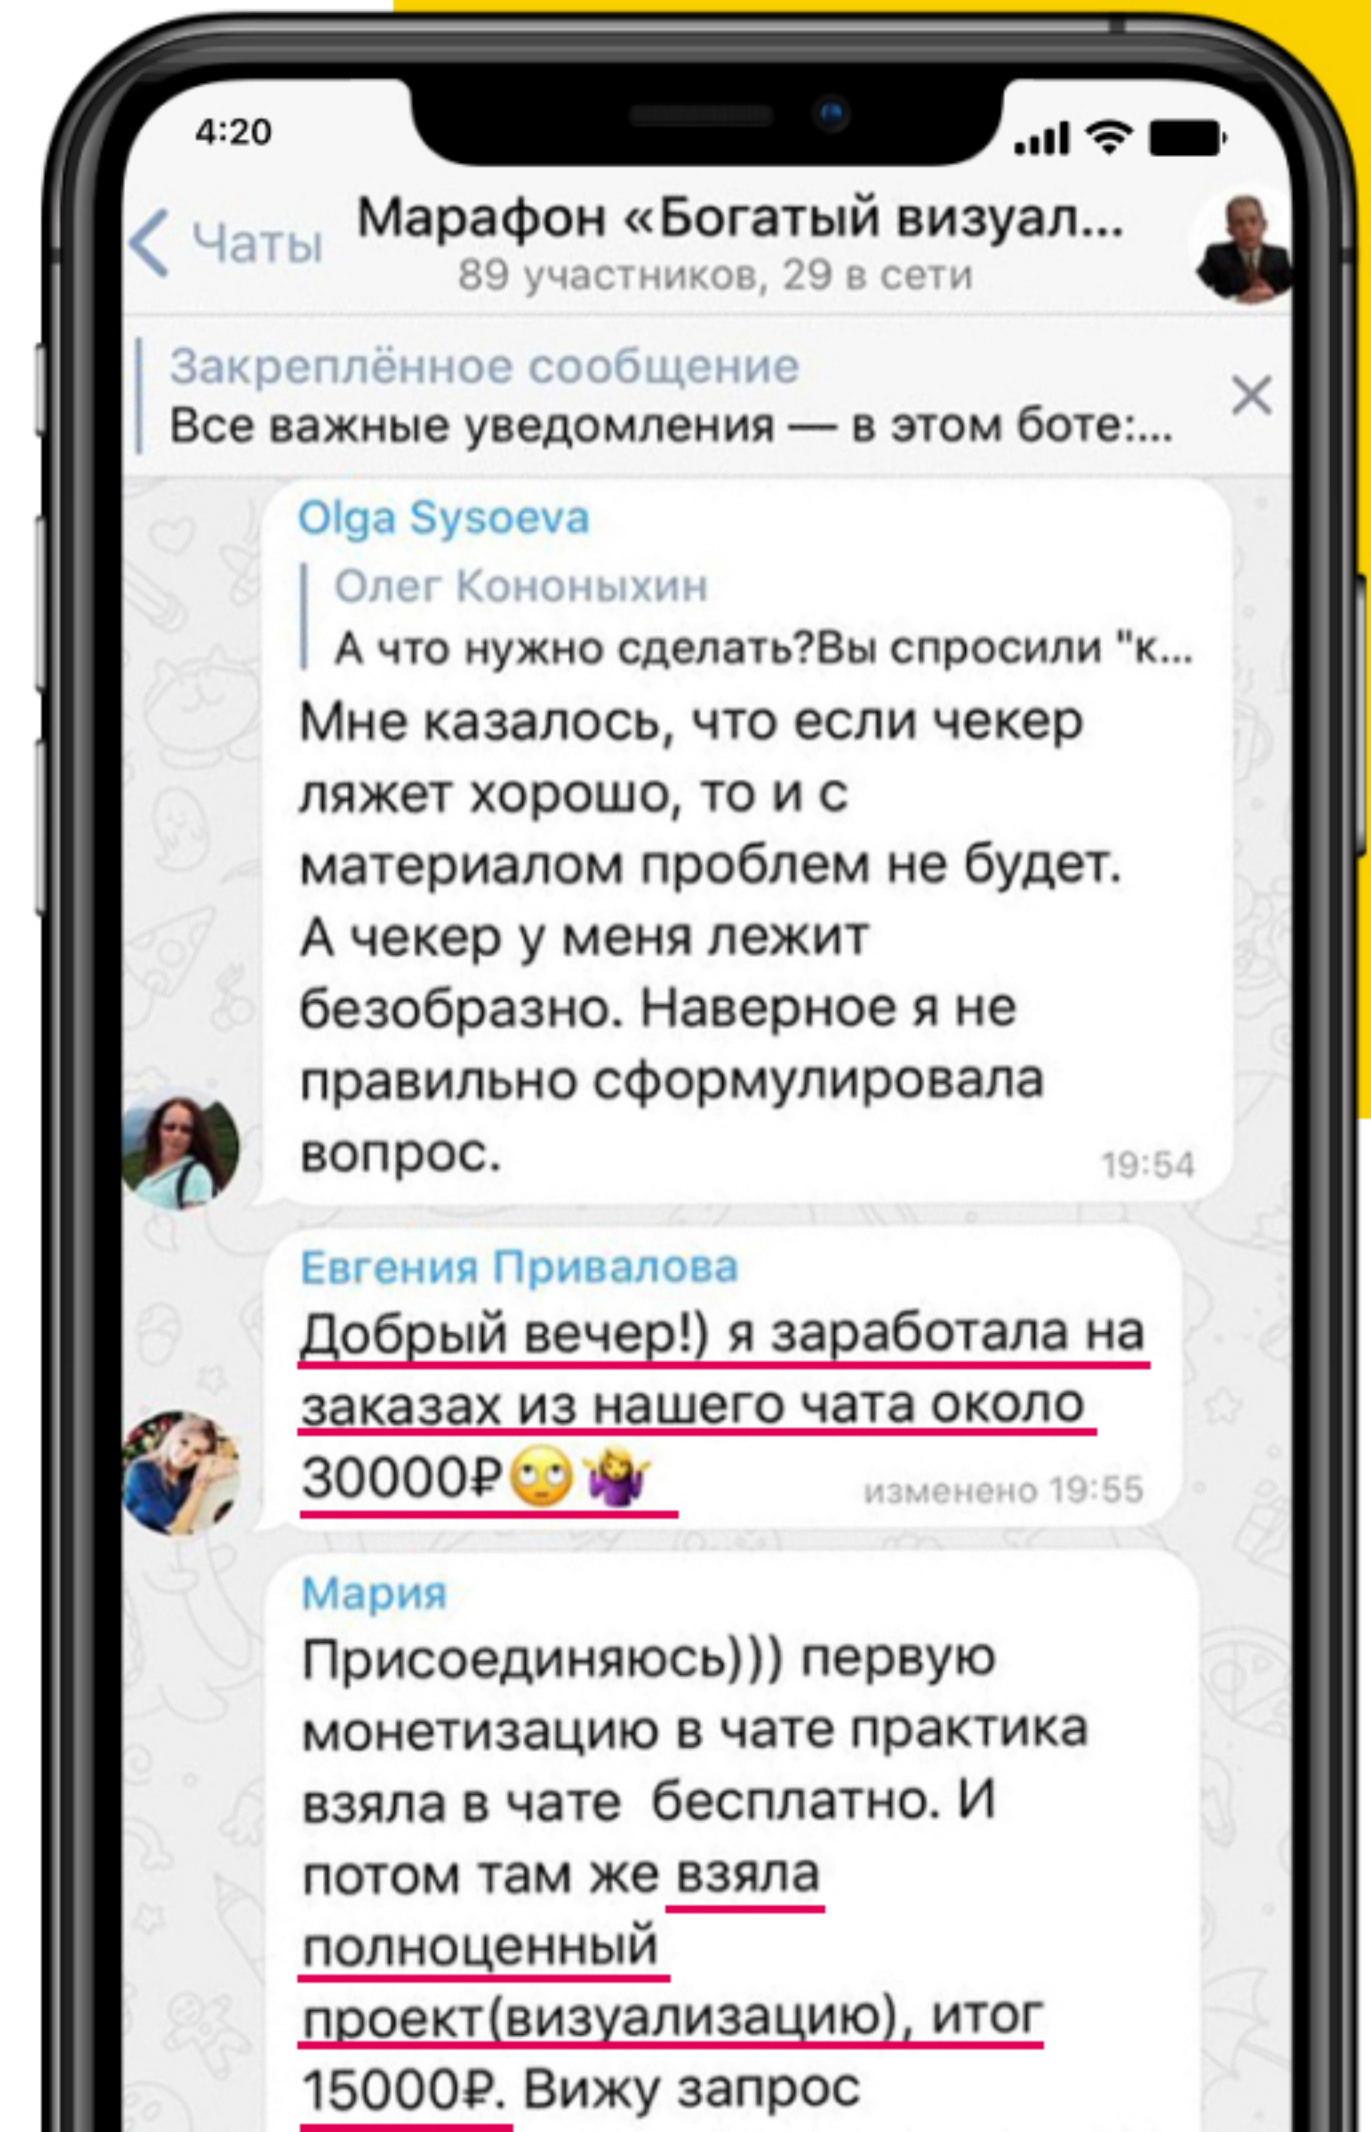 4:20
Чаты
Марафон «Богатый визуал...
89 участников, 29 в сети
Закреплённое сообщение
Все важные уведомления — в этом боте:...
Olga Sysoeva
Олег Кононыхин
А что нужно сделать?Вы спросили "к...
Мне казалось, что если чекер
ляжет хорошо, то и с
материалом проблем не будет.
А чекер у меня лежит
безобразно. Наверное я не
правильно сформулировала
вопрос.
19:54
Евгения Привалова
Добрый вечер!) я заработала на
заказах из нашего чата около
30000₽🙄🤷‍♀️
изменено 19:55
Мария
Присоединяюсь))) первую
монетизацию в чате практика
взяла в чате бесплатно. И
потом там же взяла
полноценный
проект(визуализацию), итог
15000₽. Вижу запрос